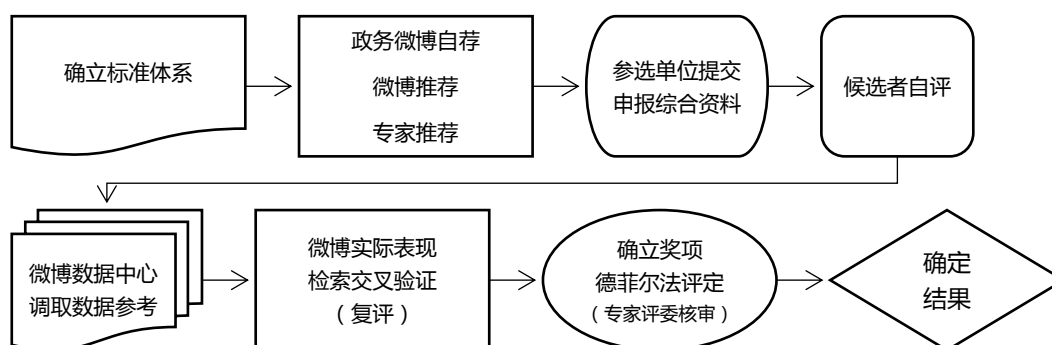 确立标准体系
政务微博自荐
微博推荐
专家推荐
参选单位提交
申报综合资料
候选者自评
微博数据中心
调取数据参考
微博实际表现
检索交叉验证
（复评）
确立奖项
德菲尔法评定
（专家评委核审）
确定
结果